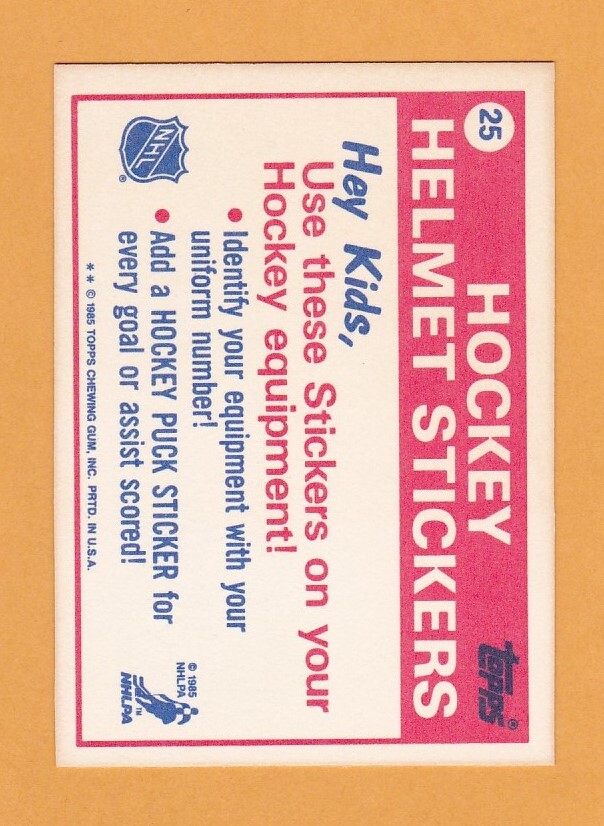 25
HOCKEY
HELMET STICKERS
topps®
Hey Kids,
Use these Stickers on your
Hockey equipment!
• Identify your equipment with your
uniform number!
• Add a HOCKEY PUCK STICKER for
every goal or assist scored!
NHL
®
© 1985
NHLPA
TM
NHLPA
** © 1985 TOPPS CHEWING GUM, INC. PRTD. IN U.S.A.